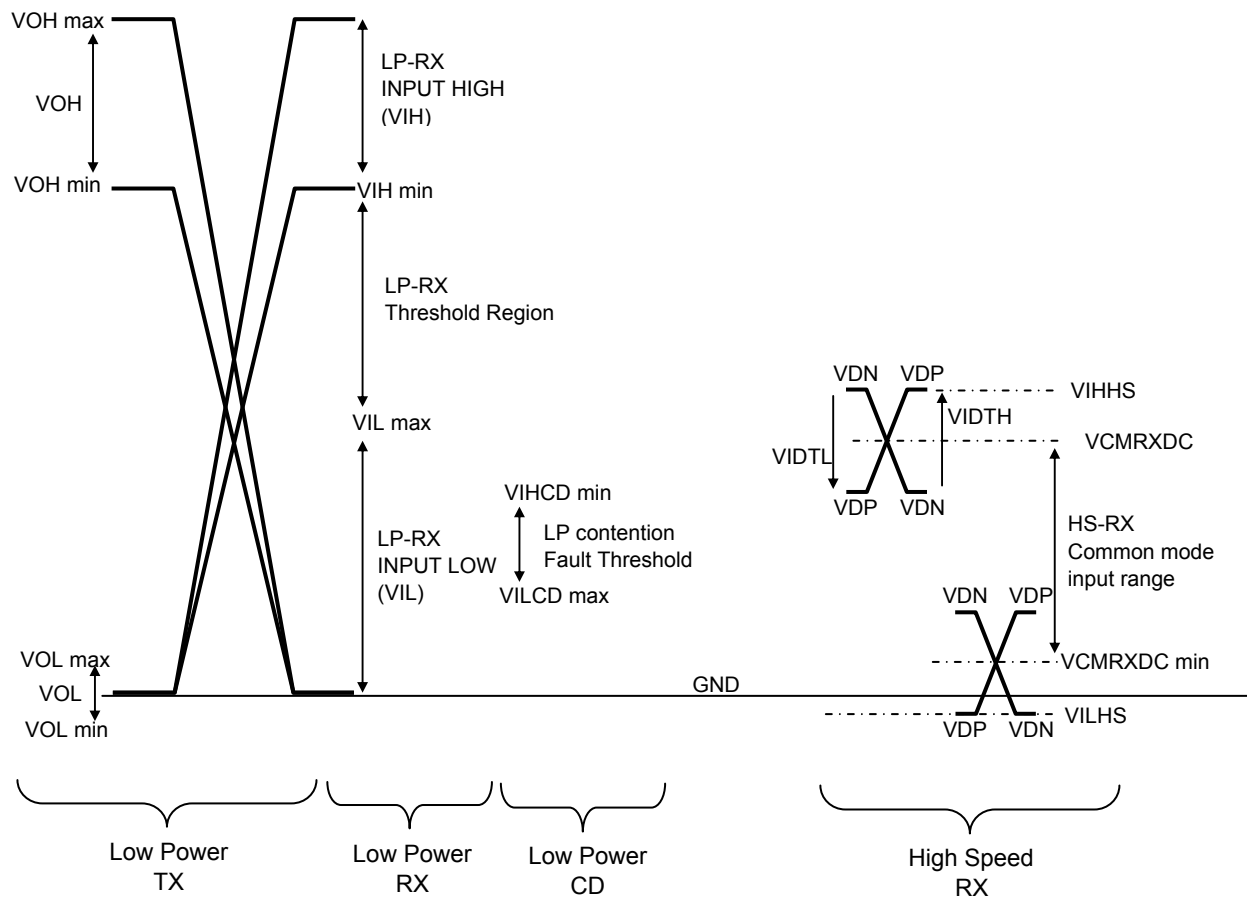 VOH max
VOH
VOH min
VOL max
VOL
VOL min
LP-RX
INPUT HIGH
(VIH)
VIH min
LP-RX
Threshold Region
VIL max
LP-RX
INPUT LOW
(VIL)
VIHCD min
LP contention
Fault Threshold
VILCD max
GND
VDN VDP
VIHHS
VIDTH
VCMRXDC
VIDTL
VDP VDN
HS-RX
Common mode
input range
VDN VDP
VCMRXDC min
VDP VDN
VILHS
Low Power
TX
Low Power
RX
Low Power
CD
High Speed
RX